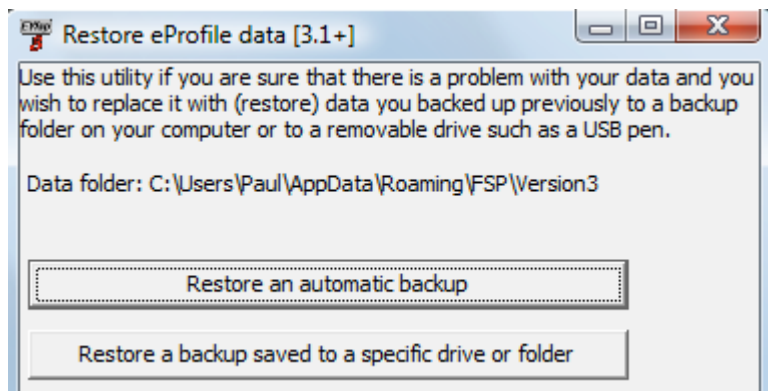 Restore eProfile data [3.1+]
Use this utility if you are sure that there is a problem with your data and you
wish to replace it with (restore) data you backed up previously to a backup
folder on your computer or to a removable drive such as a USB pen.
Data folder: C:\Users\Paul\AppData\Roaming\FSP\Version3
Restore an automatic backup
Restore a backup saved to a specific drive or folder